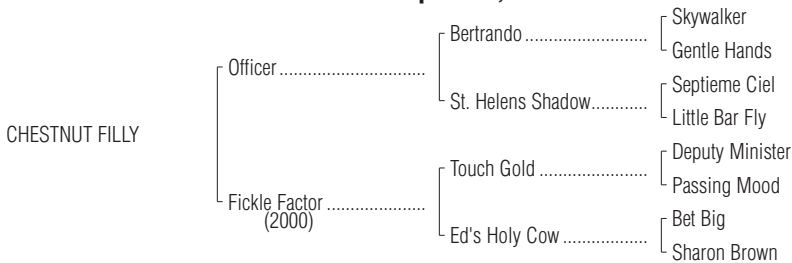 Skywalker
Bertrando
Gentle Hands
Officer
Septieme Ciel
St. Helens Shadow
Little Bar Fly
CHESTNUT FILLY
Deputy Minister
Touch Gold
Passing Mood
Fickle Factor
(2000)
Bet Big
Ed's Holy Cow
Sharon Brown